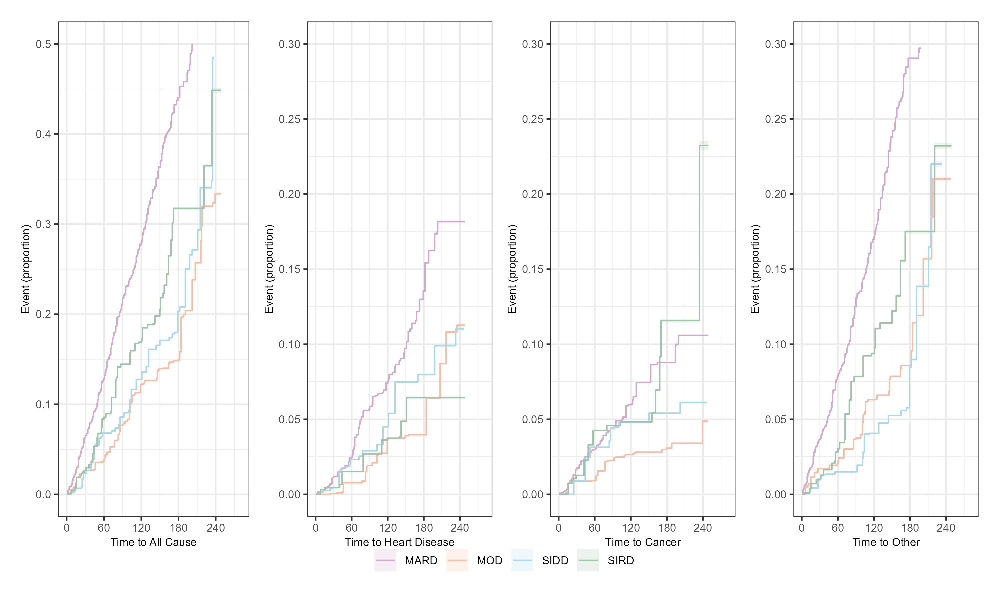 0.5
0.4
0.3
0.2
0.1
0.0
Event (proportion)
0 60 120 180 240
Time to All Cause
0.30
0.25
0.20
0.15
0.10
0.05
0.00
Event (proportion)
0 60 120 180 240
Time to Heart Disease
0.30
0.25
0.20
0.15
0.10
0.05
0.00
Event (proportion)
0 60 120 180 240
Time to Cancer
0.30
0.25
0.20
0.15
0.10
0.05
0.00
Event (proportion)
0 60 120 180 240
Time to Other
MARD MOD SIDD SIRD